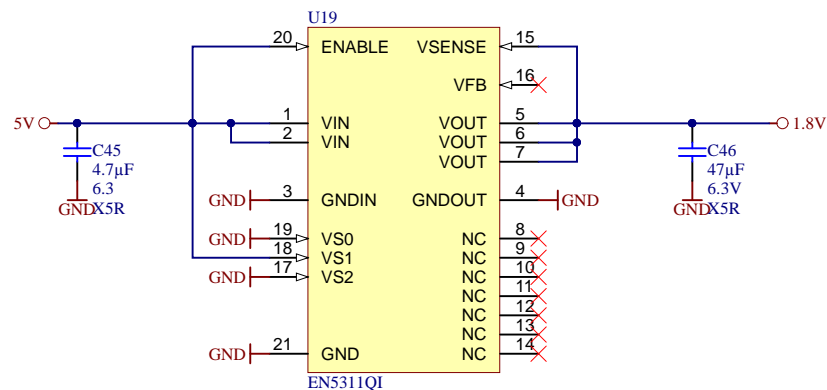 U19
20 ENABLE VSENSE 15
VFB 16
5V 1 VIN VOUT 5 1.8V
2 VIN VOUT 6
VOUT 7
C45
4.7µF
6.3
X5R
GND
C46
47µF
6.3V
X5R
GND
GND 3 GNDIN GNDOUT 4 GND
GND 19 VS0 NC 8
18 VS1 NC 9
GND 17 VS2 NC 10
NC 11
NC 12
NC 13
GND 21 GND NC 14
EN5311QI